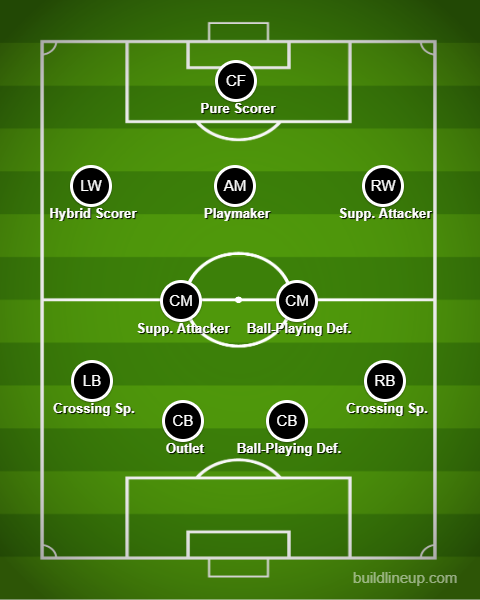 CF
Pure Scorer
LW
AM
RW
Hybrid Scorer
Playmaker
Supp. Attacker
CM
CM
Supp. Attacker
Ball-Playing Def.
LB
RB
Crossing Sp.
Crossing Sp.
CB
CB
Outlet
Ball-Playing Def.
buildlineup.com